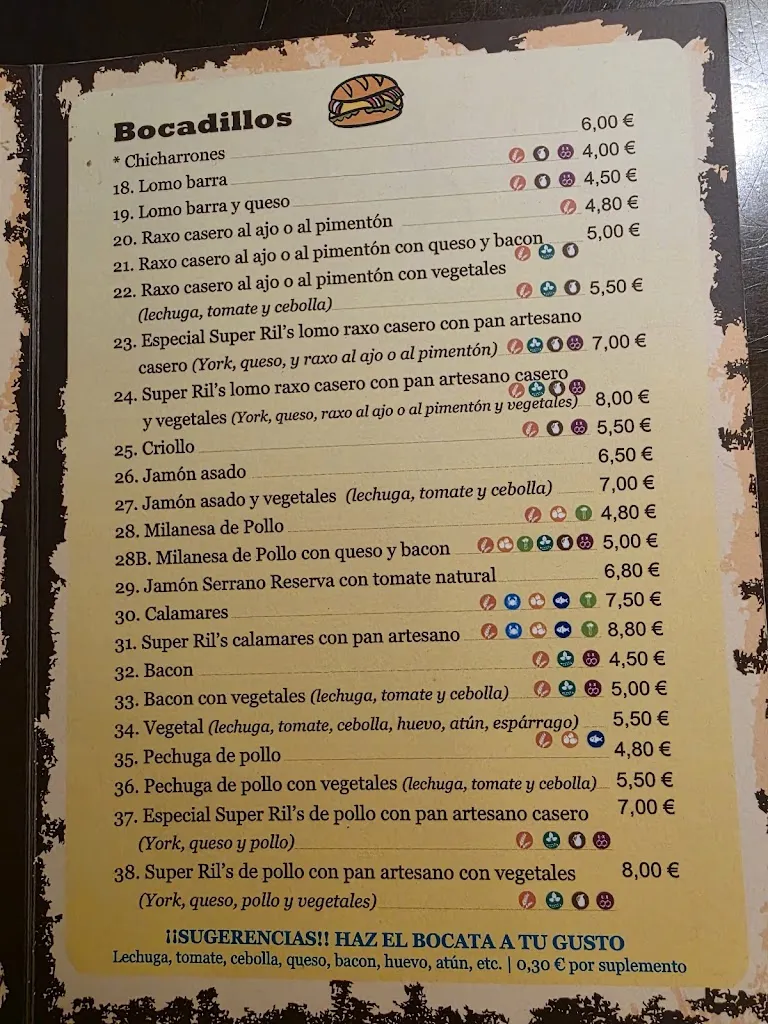 Bocadillos
* Chicharrones 6,00 €
18. Lomo barra 4,00 €
19. Lomo barra y queso 4,50 €
20. Raxo casero al ajo o al pimentón 4,80 €
21. Raxo casero al ajo o al pimentón con queso y bacon 5,00 €
22. Raxo casero al ajo o al pimentón con vegetales
(lechuga, tomate y cebolla) 5,50 €
23. Especial Super Ril's lomo raxo casero con pan artesano
casero (York, queso, y raxo al ajo o al pimentón) 7,00 €
24. Super Ril's lomo raxo casero con pan artesano casero
y vegetales (York, queso, raxo al ajo o al pimentón y vegetales) 8,00 €
25. Criollo 5,50 €
26. Jamón asado 6,50 €
27. Jamón asado y vegetales (lechuga, tomate y cebolla) 7,00 €
28. Milanesa de Pollo 4,80 €
28B. Milanesa de Pollo con queso y bacon 5,00 €
29. Jamón Serrano Reserva con tomate natural 6,80 €
30. Calamares 7,50 €
31. Super Ril's calamares con pan artesano 8,80 €
32. Bacon 4,50 €
33. Bacon con vegetales (lechuga, tomate y cebolla) 5,00 €
34. Vegetal (lechuga, tomate, cebolla, huevo, atún, espárrago) 5,50 €
35. Pechuga de pollo 4,80 €
36. Pechuga de pollo con vegetales (lechuga, tomate y cebolla) 5,50 €
37. Especial Super Ril's de pollo con pan artesano casero 7,00 €
(York, queso y pollo)
38. Super Ril's de pollo con pan artesano con vegetales 8,00 €
(York, queso, pollo y vegetales)
¡¡SUGERENCIAS!! HAZ EL BOCATA A TU GUSTO
Lechuga, tomate, cebolla, queso, bacon, huevo, atún, etc. | 0,30 € por suplemento